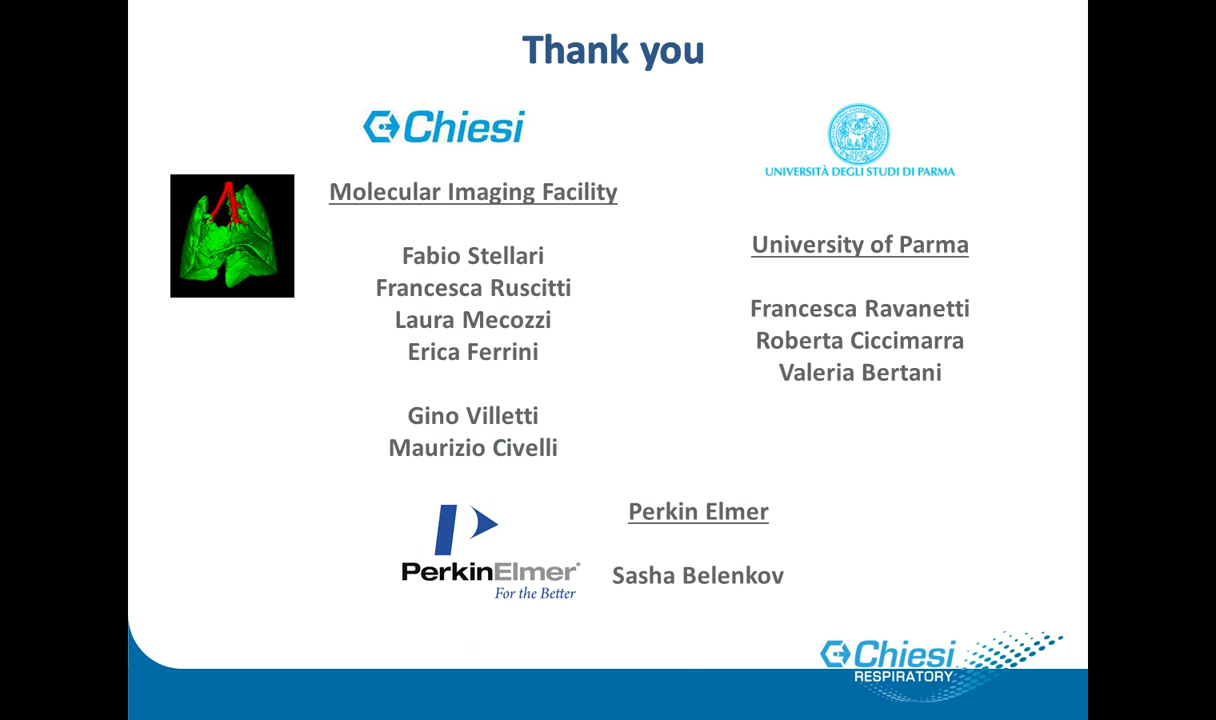 Thank you
Chiesi
Molecular Imaging Facility
Fabio Stellari
Francesca Ruscitti
Laura Mecozzi
Erica Ferrini
Gino Villetti
Maurizio Civelli
UNIVERSITÀ DEGLI STUDI DI PARMA
University of Parma
Francesca Ravanetti
Roberta Ciccimarra
Valeria Bertani
PerkinElmer
For the Better
Perkin Elmer
Sasha Belenkov
Chiesi
RESPIRATORY